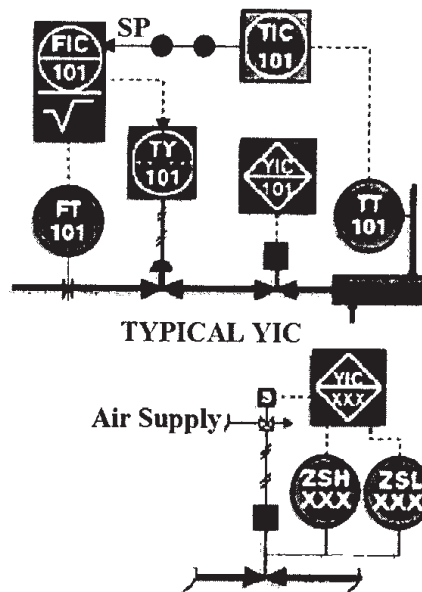 SP
FIC
101
√
TIC
101
TY
101
YIC
101
FT
101
TT
101
TYPICAL YIC
YIC
XXX
Air Supply
S
ZSH
XXX
ZSL
XXX